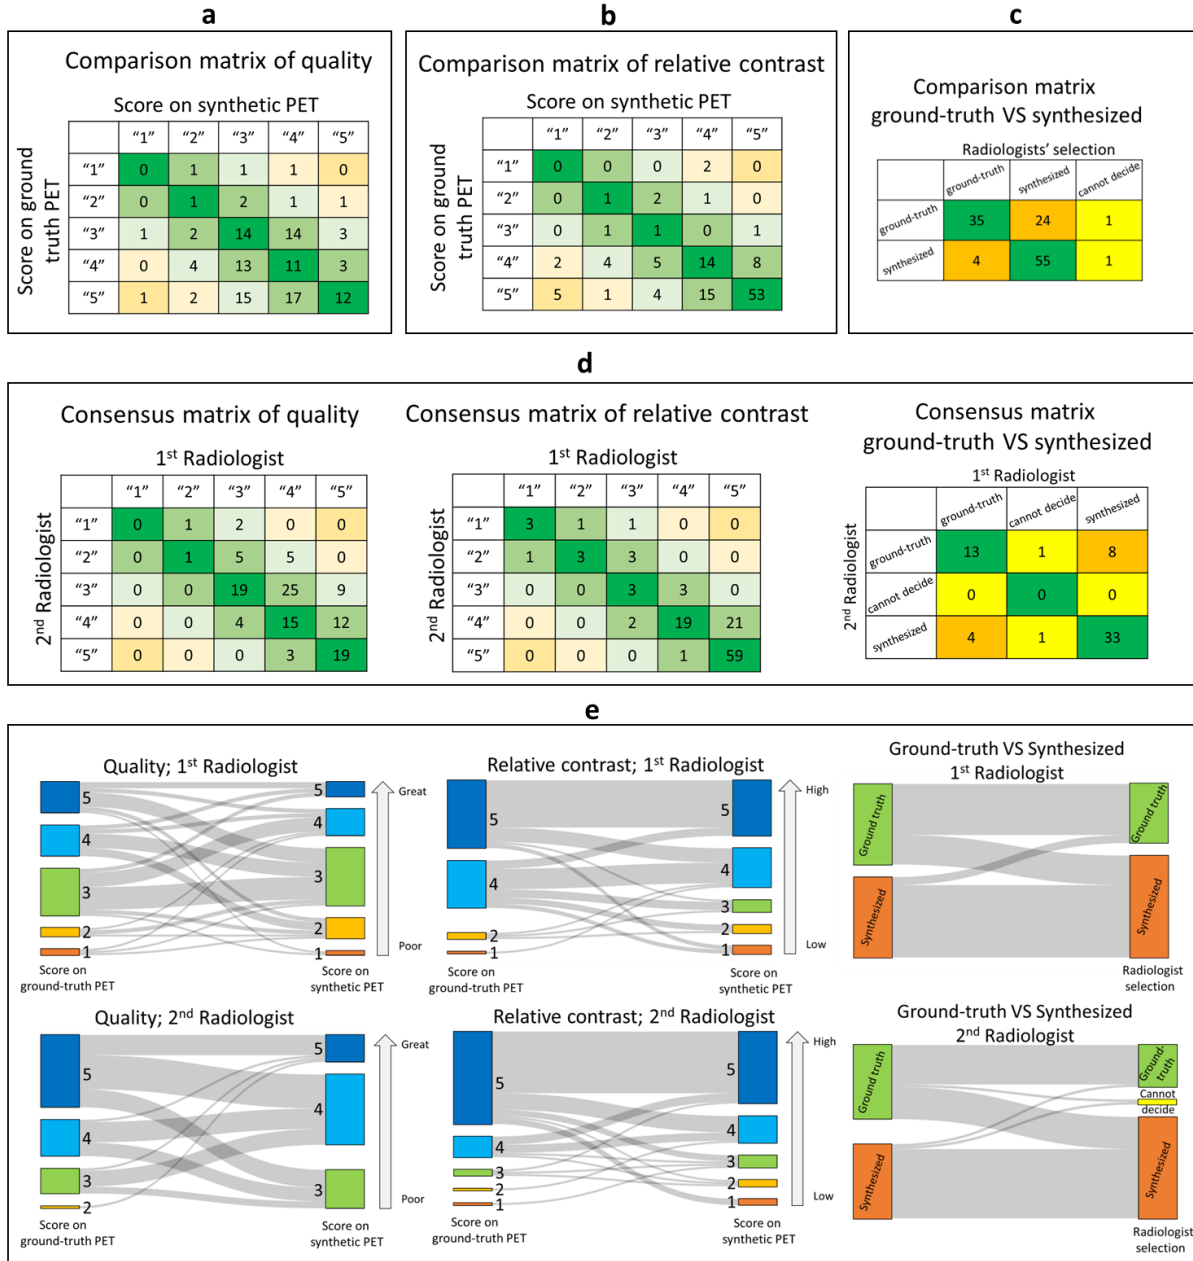 a
Comparison matrix of quality
Score on synthetic PET
Score on ground
truth PET
"1" "2" "3" "4" "5"
"1" 0 1 1 1 0
"2" 0 1 2 1 1
"3" 1 2 14 14 3
"4" 0 4 13 11 3
"5" 1 2 15 17 12
b
Comparison matrix of relative contrast
Score on synthetic PET
Score on ground
truth PET
"1" "2" "3" "4" "5"
"1" 0 0 0 2 0
"2" 0 1 2 1 0
"3" 0 1 1 0 1
"4" 2 4 5 14 8
"5" 5 1 4 15 53
c
Comparison matrix
ground-truth VS synthesized
Radiologists' selection
ground-truth synthesized cannot decide
ground-truth 35 24 1
synthesized 4 55 1
d
Consensus matrix of quality
1st Radiologist
2nd Radiologist
"1" "2" "3" "4" "5"
"1" 0 1 2 0 0
"2" 0 1 5 5 0
"3" 0 0 19 25 9
"4" 0 0 4 15 12
"5" 0 0 0 3 19
Consensus matrix of relative contrast
1st Radiologist
2nd Radiologist
"1" "2" "3" "4" "5"
"1" 3 1 1 0 0
"2" 1 3 3 0 0
"3" 0 0 3 3 0
"4" 0 0 2 19 21
"5" 0 0 0 1 59
Consensus matrix
ground-truth VS synthesized
1st Radiologist
2nd Radiologist
ground-truth cannot decide synthesized
ground-truth 13 1 8
cannot decide 0 0 0
synthesized 4 1 33
e
Quality; 1st Radiologist
5 5
4 4
3 3
2 2
1 1
Great
Poor
Score on
ground-truth PET
Score on
synthetic PET
Relative contrast; 1st Radiologist
5 5
4 4
3
2 2
1 1
High
Low
Score on
ground-truth PET
Score on
synthetic PET
Ground-truth VS Synthesized
1st Radiologist
Ground truth Ground truth
Synthesized Synthesized
Radiologist
selection
Quality; 2nd Radiologist
5 5
4 4
3 3
2
Great
Poor
Score on
ground-truth PET
Score on
synthetic PET
Relative contrast; 2nd Radiologist
5 5
4 4
3 3
2 2
1 1
High
Low
Score on
ground-truth PET
Score on
synthetic PET
Ground-truth VS Synthesized
2nd Radiologist
Ground truth
Ground-
truth
Cannot
decide
Synthesized Synthesized
Radiologist
selection